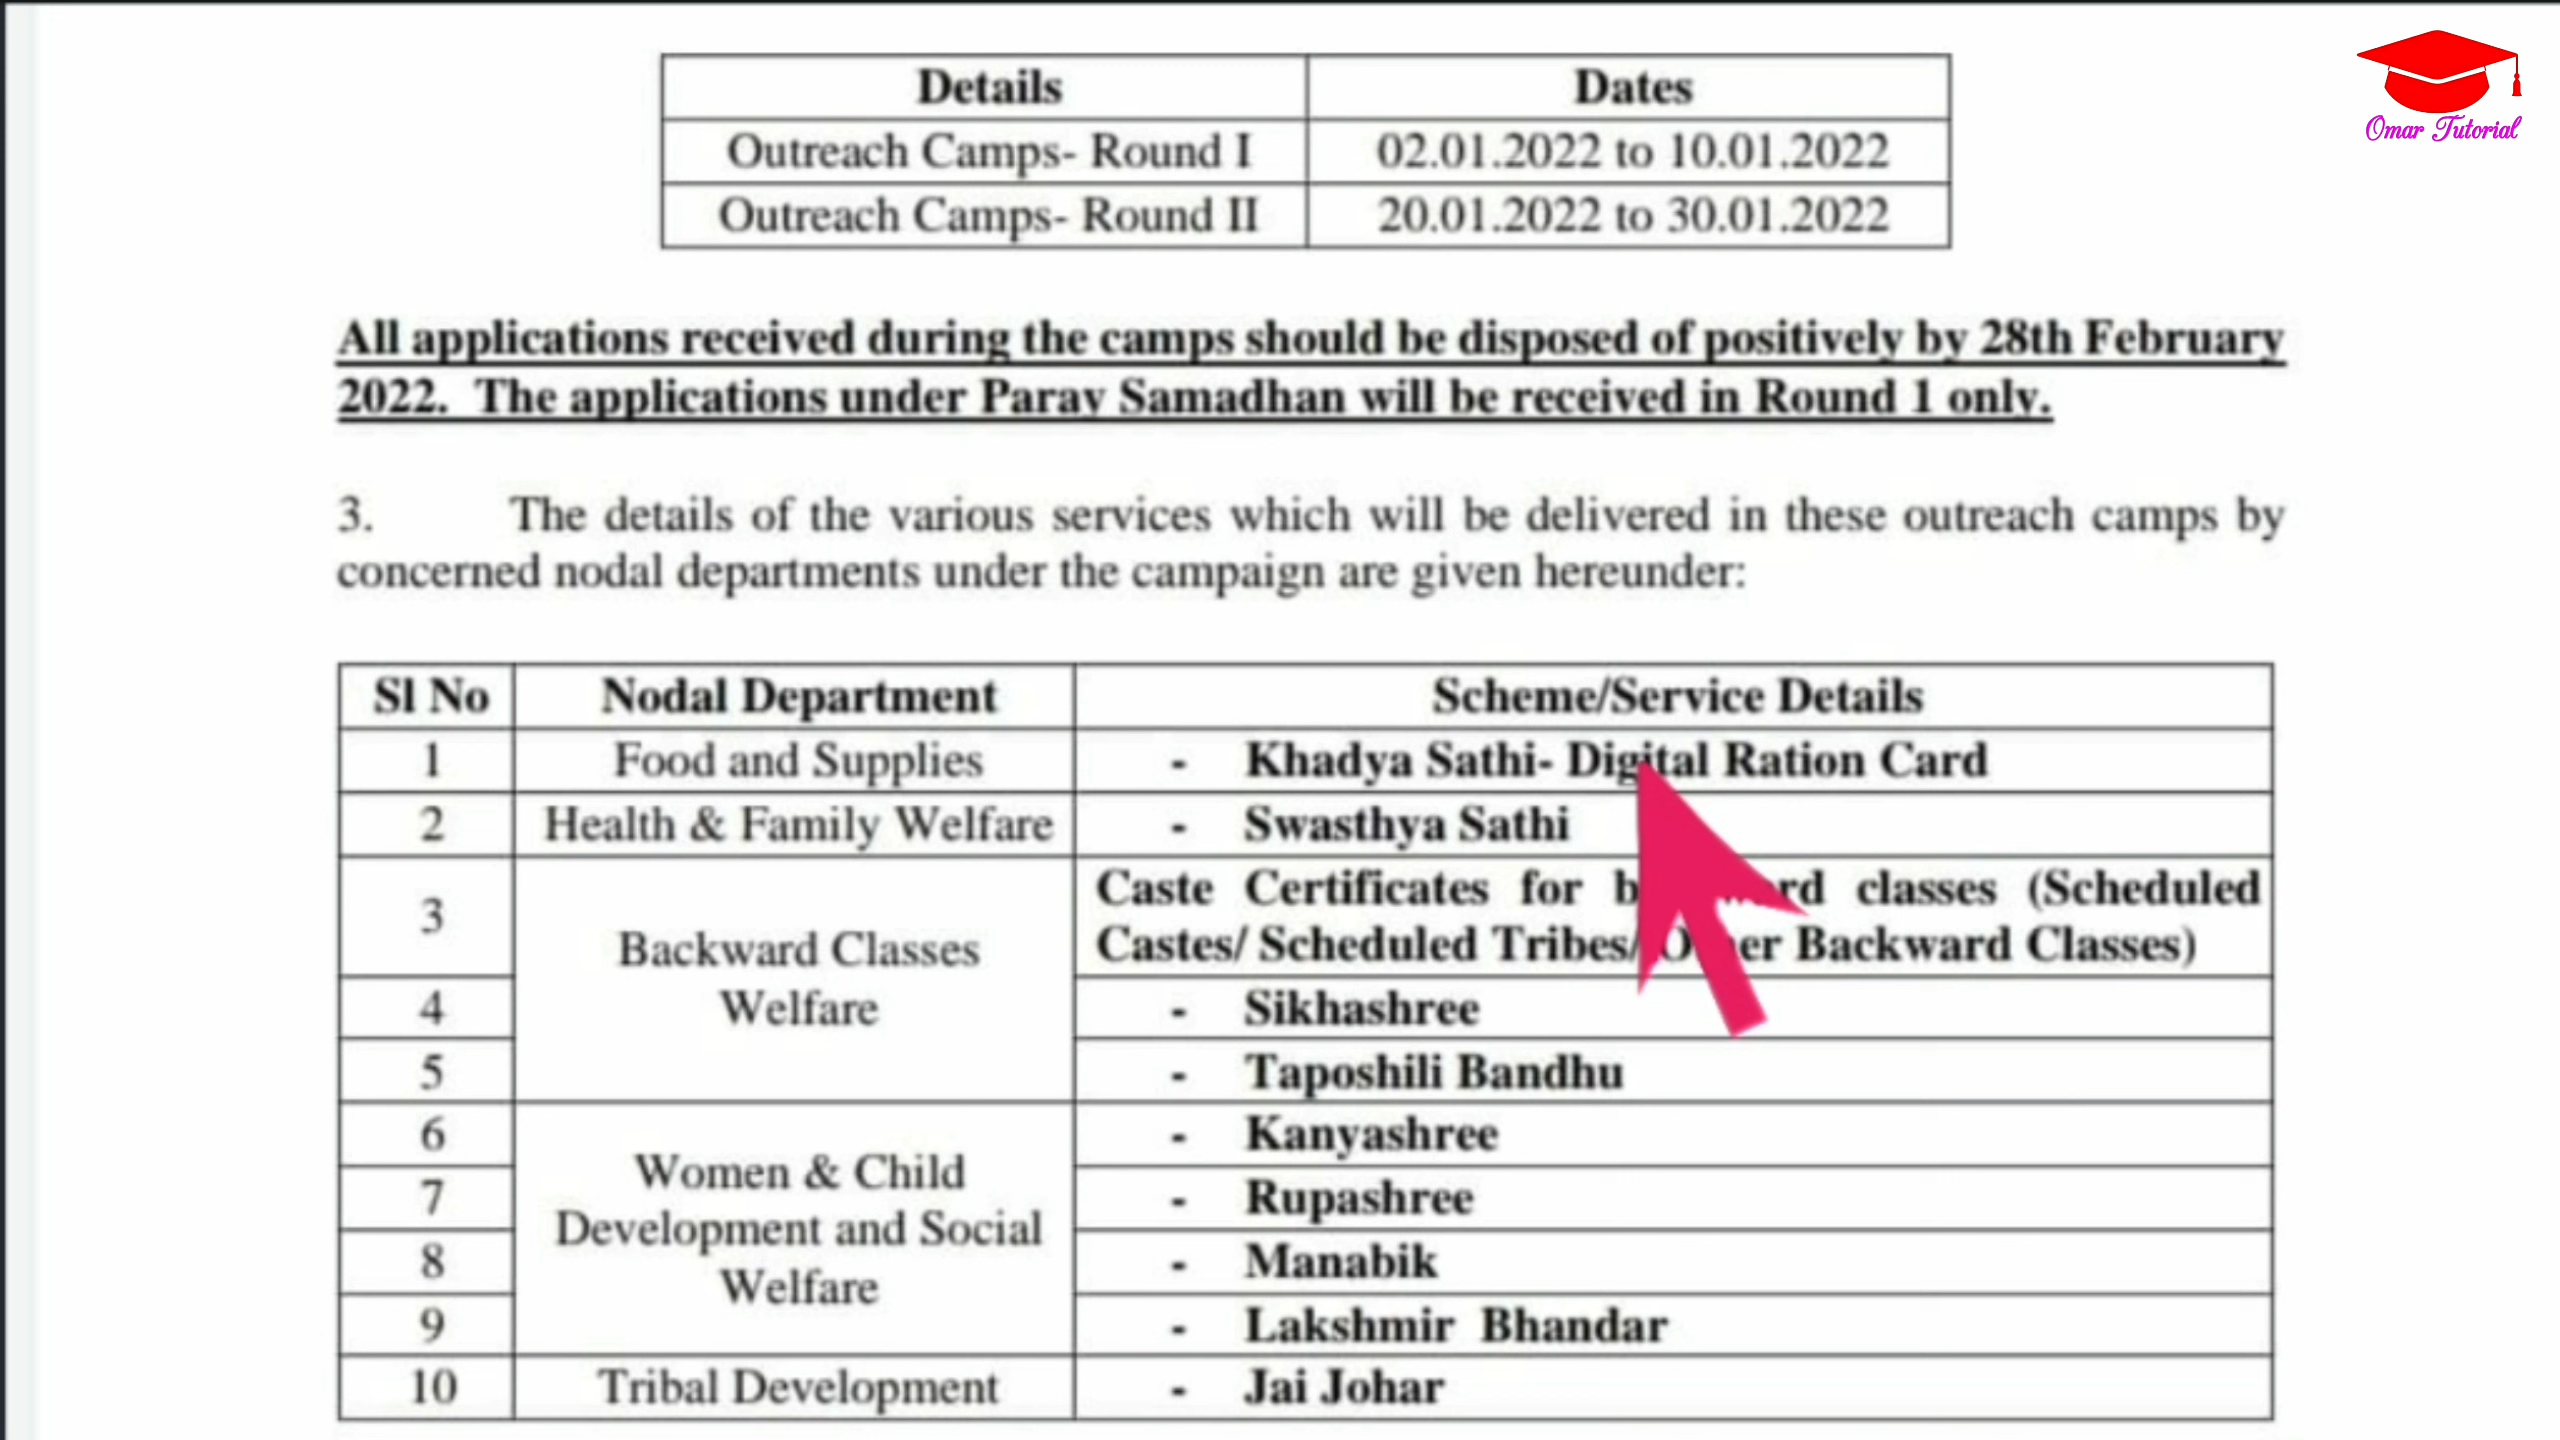 Omar Tutorial
Details Dates
Outreach Camps- Round I 02.01.2022 to 10.01.2022
Outreach Camps- Round II 20.01.2022 to 30.01.2022
All applications received during the camps should be disposed of positively by 28th February
2022. The applications under Paray Samadhan will be received in Round 1 only.
3. The details of the various services which will be delivered in these outreach camps by
concerned nodal departments under the campaign are given hereunder:
Sl No Nodal Department Scheme/Service Details
1 Food and Supplies - Khadya Sathi- Digital Ration Card
2 Health & Family Welfare - Swasthya Sathi
3 Backward Classes Welfare Caste Certificates for classes (Scheduled
Castes/ Scheduled Tribes/ Other Backward Classes)
4 - Sikhashree
5 - Taposhili Bandhu
6 Women & Child Development and Social Welfare - Kanyashree
7 - Rupashree
8 - Manabik
9 - Lakshmir Bhandar
10 Tribal Development - Jai Johar